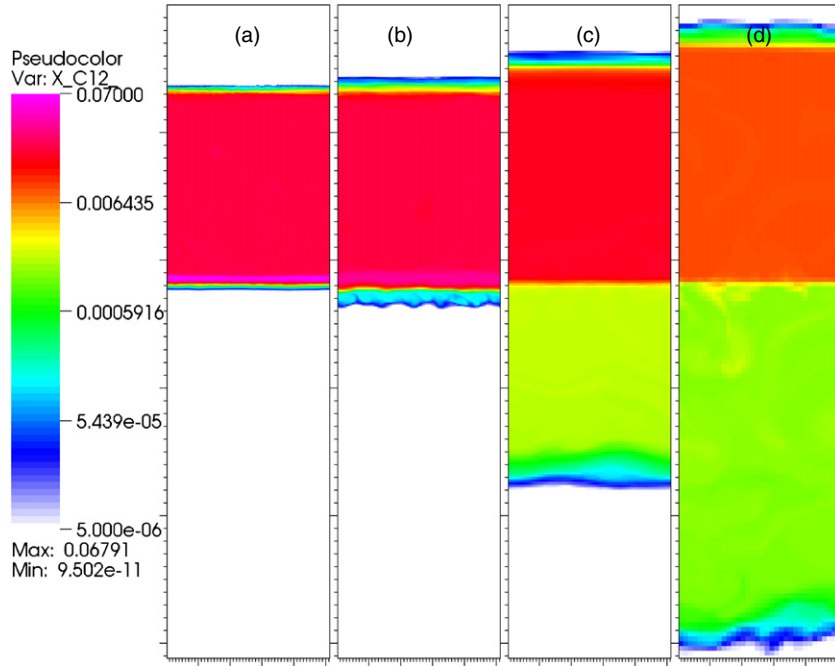 (a)
(b)
(c)
(d)
Pseudocolor
Var: X_C12_
0.07000
0.006435
0.0005916
5.439e-05
5.000e-06
Max: 0.06791
Min: 9.502e-11